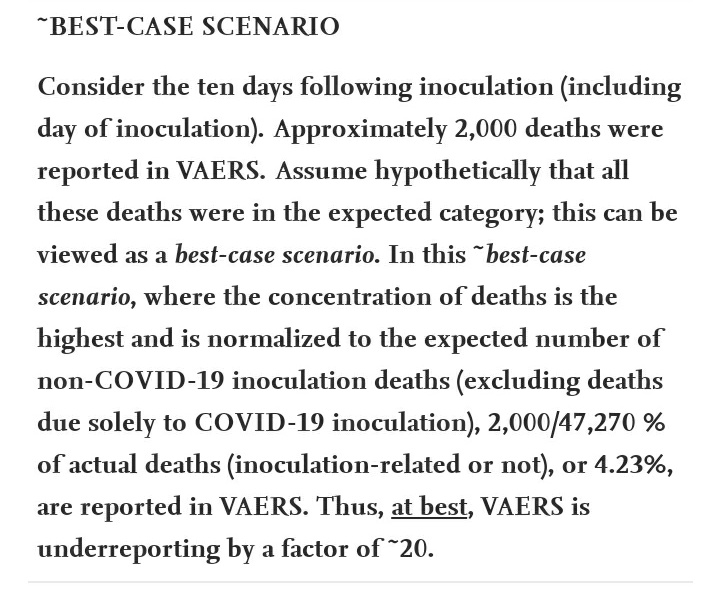 ~BEST-CASE SCENARIO
Consider the ten days following inoculation (including
day of inoculation). Approximately 2,000 deaths were
reported in VAERS. Assume hypothetically that all
these deaths were in the expected category; this can be
viewed as a best-case scenario. In this ~best-case
scenario, where the concentration of deaths is the
highest and is normalized to the expected number of
non-COVID-19 inoculation deaths (excluding deaths
due solely to COVID-19 inoculation), 2,000/47,270 %
of actual deaths (inoculation-related or not), or 4.23%,
are reported in VAERS. Thus, at best, VAERS is
underreporting by a factor of ~20.